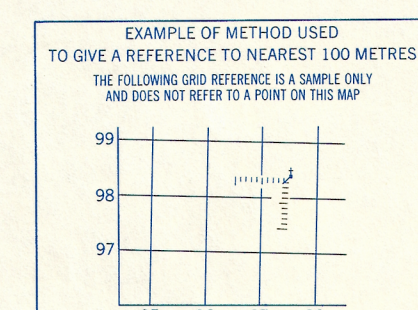 EXAMPLE OF METHOD USED
TO GIVE A REFERENCE TO NEAREST 100 METRES
THE FOLLOWING GRID REFERENCE IS A SAMPLE ONLY
AND DOES NOT REFER TO A POINT ON THIS MAP
99
98
97